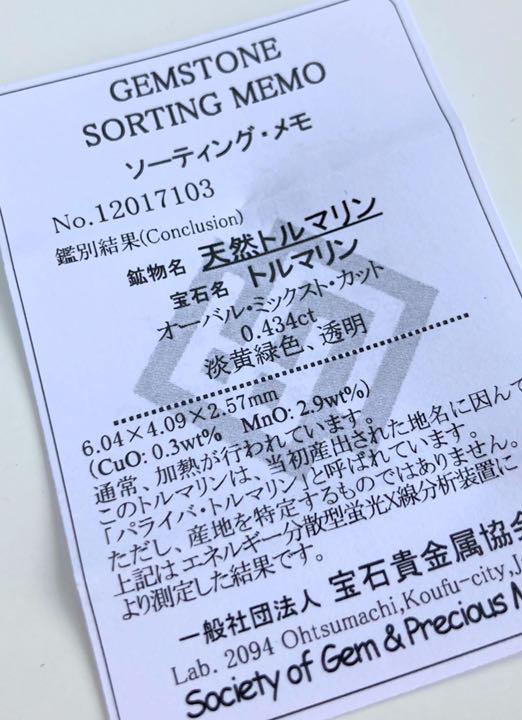 GEMSTONE
SORTING MEMO
ソーティング・メモ
No.12017103
鑑別結果(Conclusion)
鉱物名 天然トルマリン
宝石名 トルマリン
オーバル・ミックスト・カット
0.434ct
淡黄緑色、透明
6.04×4.09×2.57mm
(CuO: 0.3wt% MnO: 2.9wt%)
通常、加熱が行われています。
このトルマリンは、当初産出された地名に因んで
「パライバ・トルマリン」と呼ばれています。
ただし、産地を特定するものではありません。
上記は エネルギー分散型蛍光X線分析装置に
より測定した結果です。
一般社団法人 宝石貴金属協会
Lab. 2094 Ohtsumachi,Koufu-city,
Society of Gem & Precious